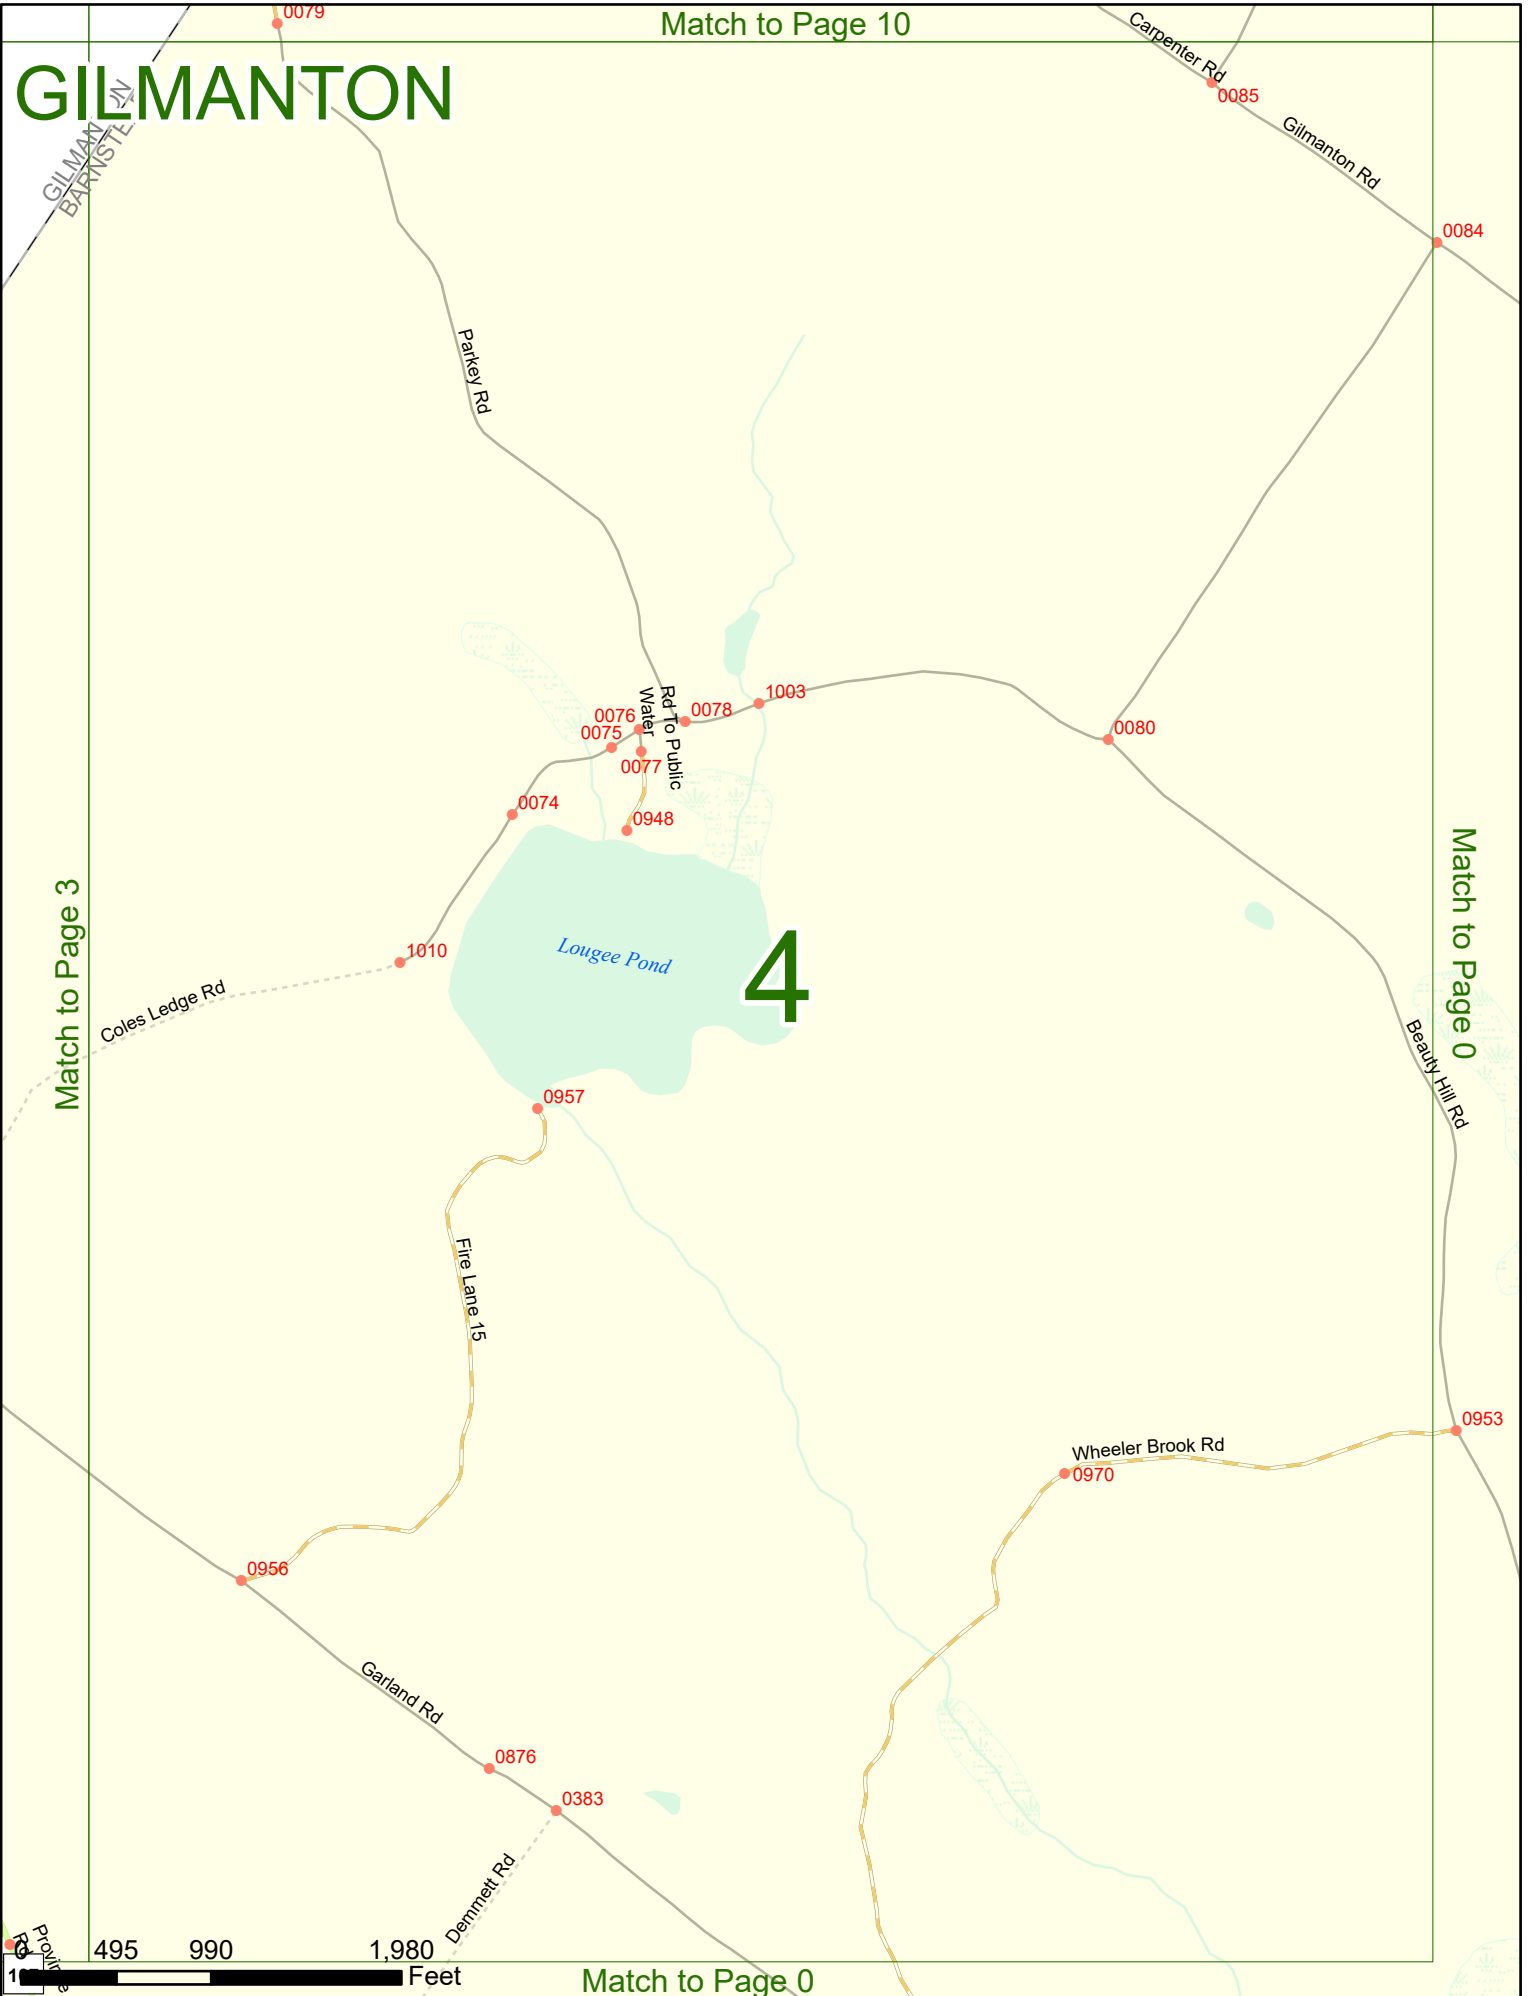 0079
Match to Page 10
Carpenter Rd
0085
GILMANTON
Gilmanton Rd
0084
Parkey Rd
Rd To Public
Water
1003
0078
0076
0075
0077
0080
0074
0948
Match to Page 3
Match to Page 0
Lougee Pond
4
1010
Coles Ledge Rd
Beauty Hill Rd
0957
Fire Lane 15
0953
Wheeler Brook Rd
0970
0956
Garland Rd
0876
0383
Demmett Rd
Rd
0 495 990 1,980
Feet
Match to Page 0